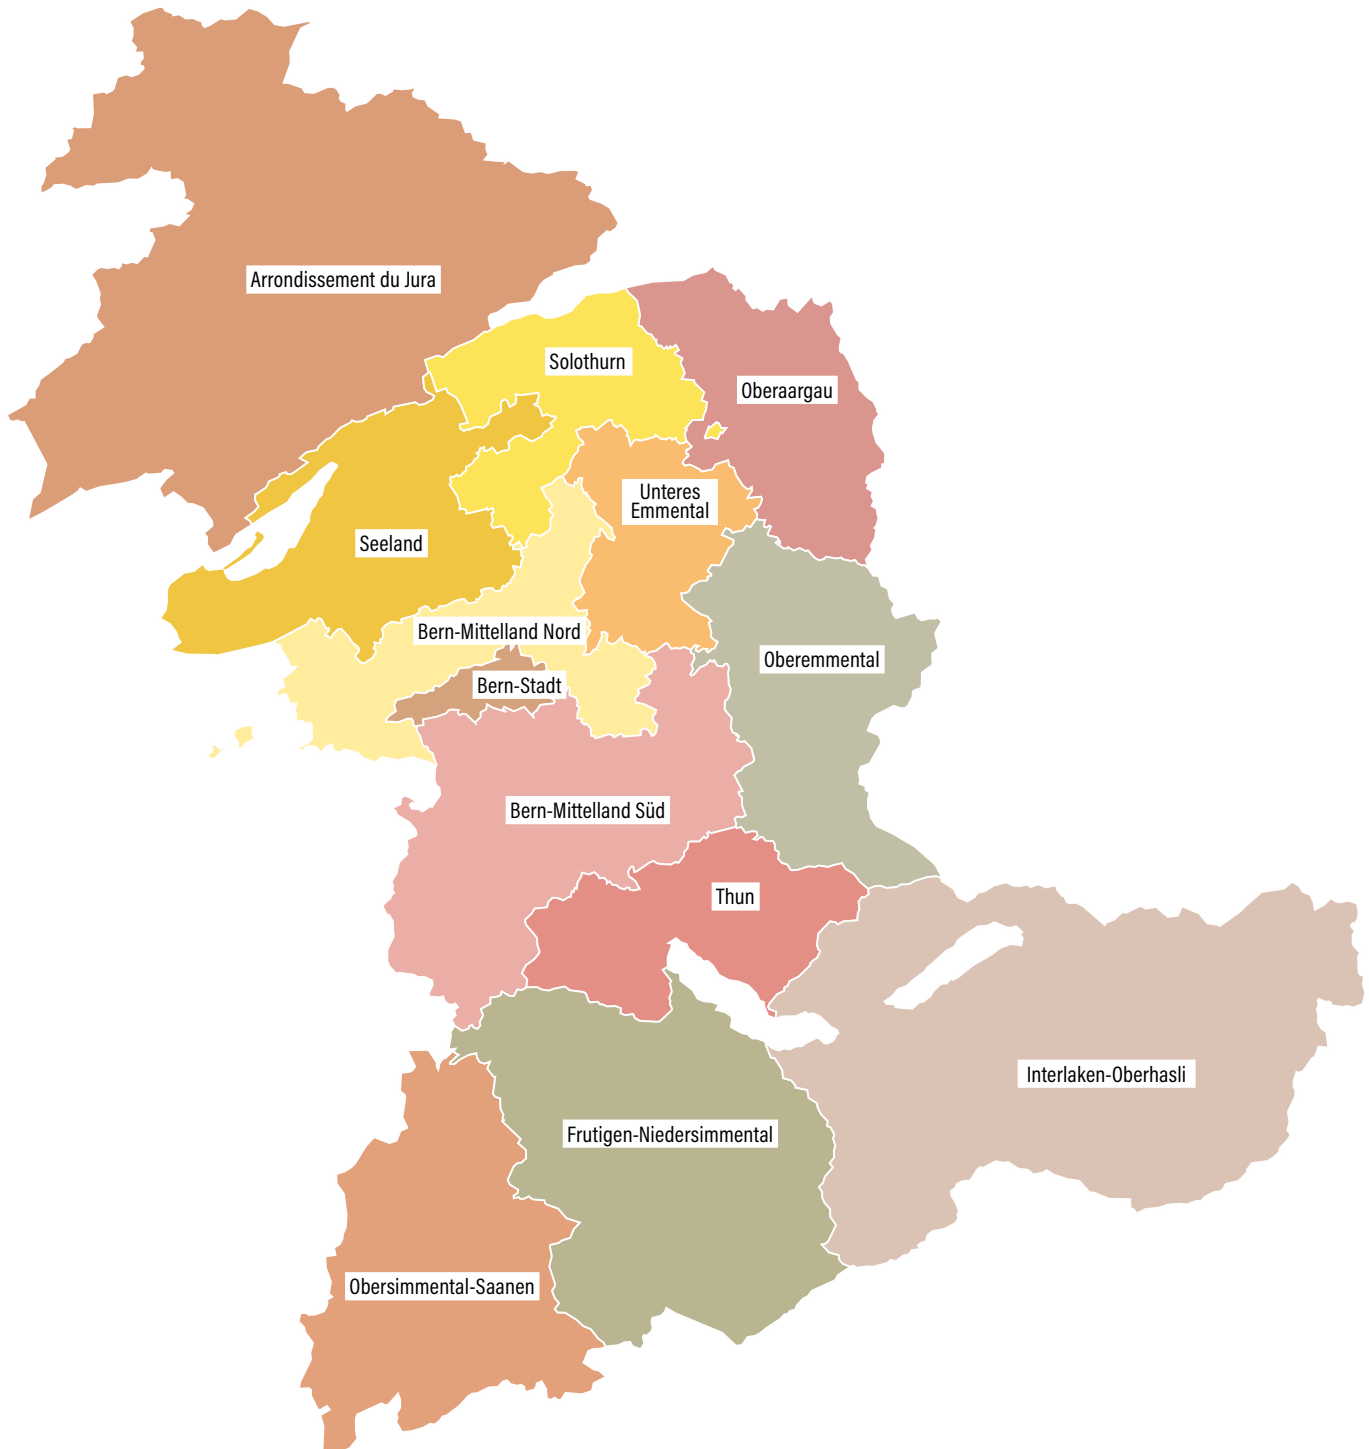 Arrondissement du Jura
Solothurn
Oberaargau
Unteres
Emmental
Seeland
Bern-Mittelland Nord
Oberemmental
Bern-Stadt
Bern-Mittelland Süd
Thun
Interlaken-Oberhasli
Frutigen-Niedersimmental
Obersimmental-Saanen